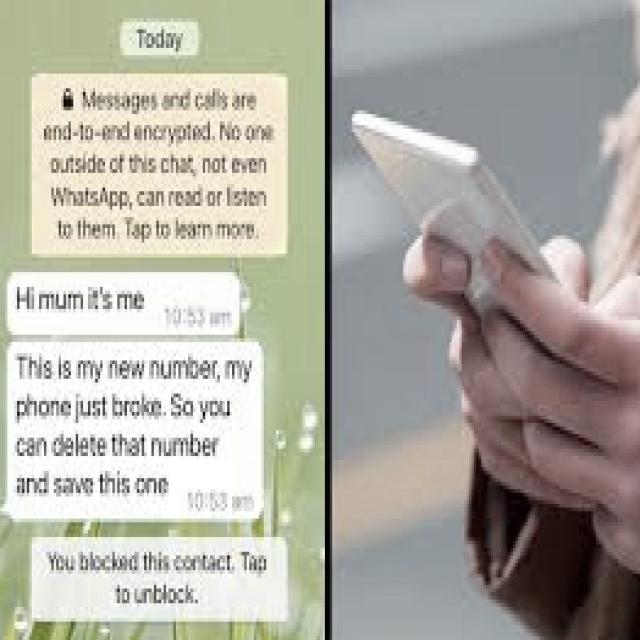 Today
🔒 Messages and calls are
end-to-end encrypted. No one
outside of this chat, not even
WhatsApp, can read or listen
to them. Tap to learn more.
Hi mum it's me
10:53 am
This is my new number, my
phone just broke. So you
can delete that number
and save this one
10:53 am
You blocked this contact. Tap
to unblock.